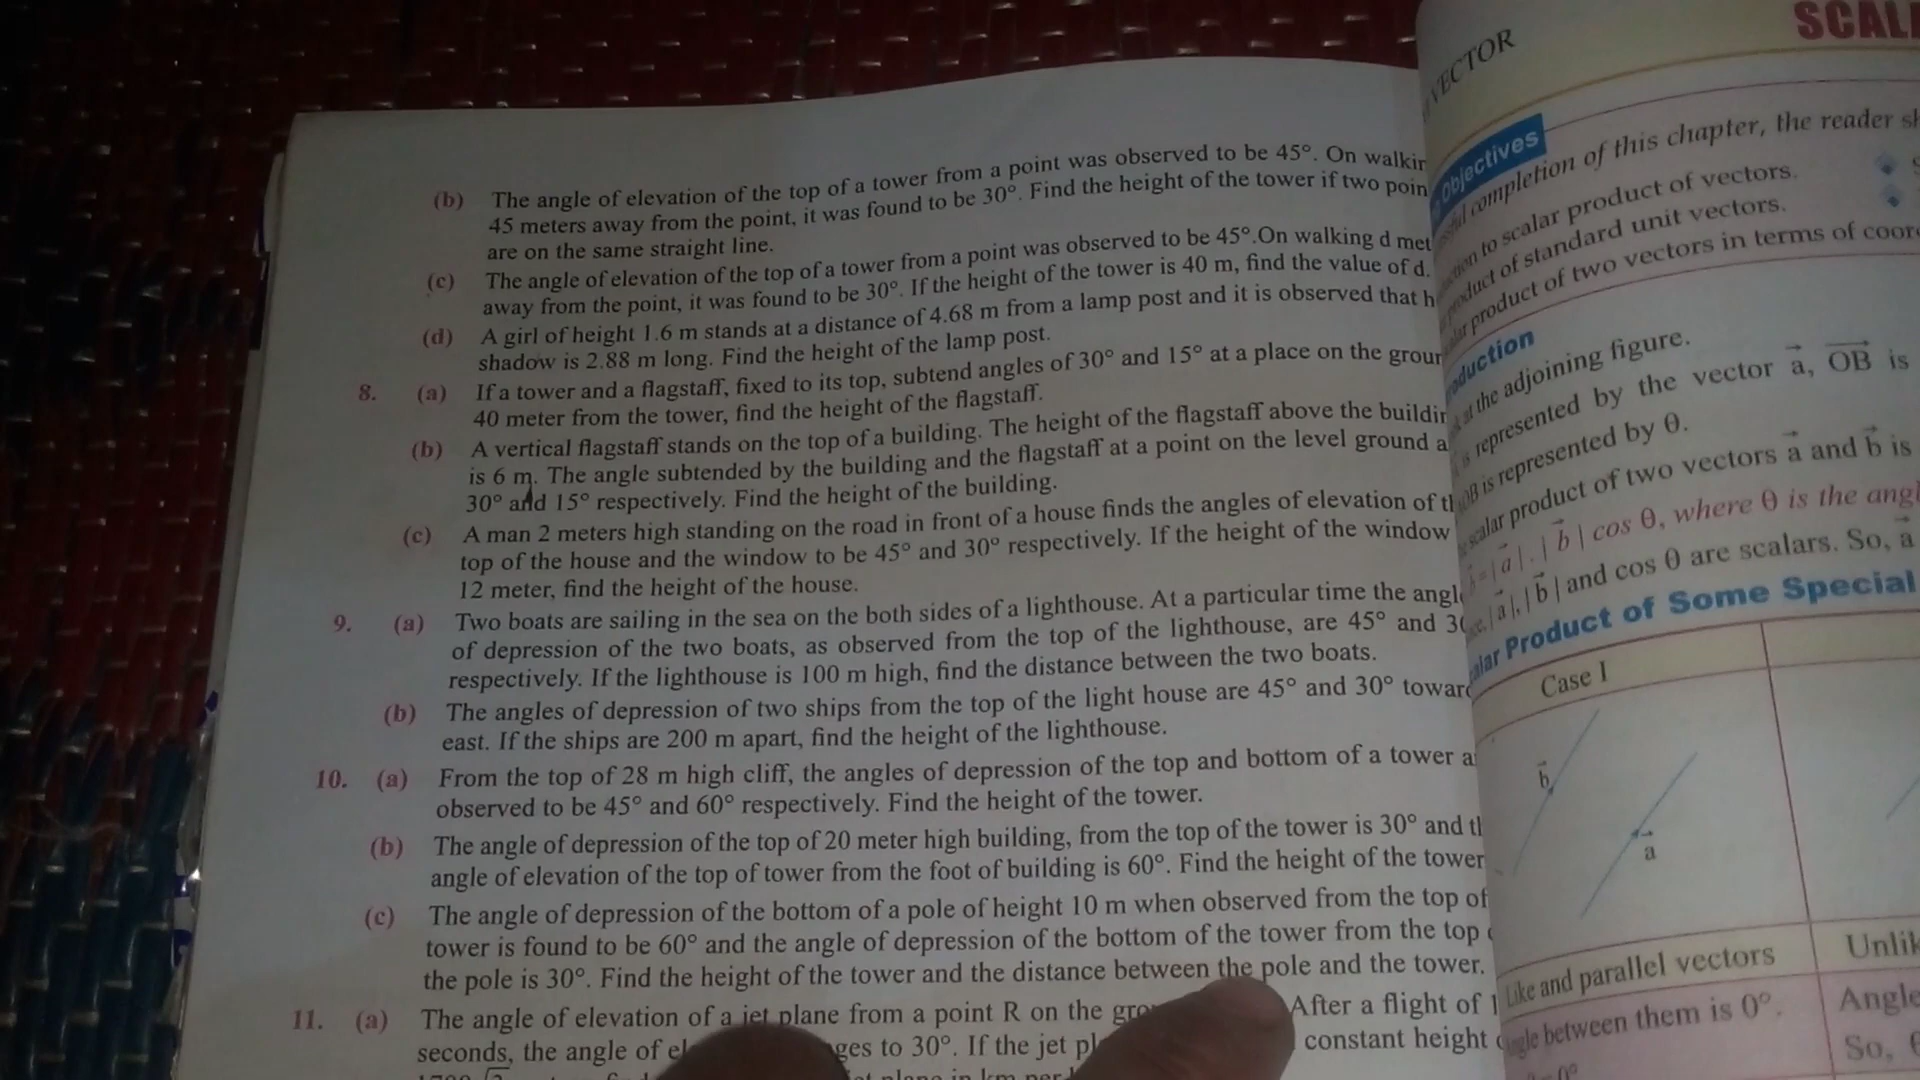 (b) The angle of elevation of the top of a tower from a point was observed to be 45°. On walkin
45 meters away from the point, it was found to be 30°. Find the height of the tower if two poin
are on the same straight line.
(c) The angle of elevation of the top of a tower from a point was observed to be 45°.On walking d met
away from the point, it was found to be 30°. If the height of the tower is 40 m, find the value of d.
(d) A girl of height 1.6 m stands at a distance of 4.68 m from a lamp post and it is observed that h
shadow is 2.88 m long. Find the height of the lamp post.
8. (a) If a tower and a flagstaff, fixed to its top, subtend angles of 30° and 15° at a place on the groun
40 meter from the tower, find the height of the flagstaff.
(b) A vertical flagstaff stands on the top of a building. The height of the flagstaff above the buildin
is 6 m. The angle subtended by the building and the flagstaff at a point on the level ground a
30° and 15° respectively. Find the height of the building.
(c) A man 2 meters high standing on the road in front of a house finds the angles of elevation of th
top of the house and the window to be 45° and 30° respectively. If the height of the window
12 meter, find the height of the house.
9. (a) Two boats are sailing in the sea on the both sides of a lighthouse. At a particular time the angle
of depression of the two boats, as observed from the top of the lighthouse, are 45° and 30
respectively. If the lighthouse is 100 m high, find the distance between the two boats.
(b) The angles of depression of two ships from the top of the light house are 45° and 30° toward
east. If the ships are 200 m apart, find the height of the lighthouse.
10. (a) From the top of 28 m high cliff, the angles of depression of the top and bottom of a tower a
observed to be 45° and 60° respectively. Find the height of the tower.
(b) The angle of depression of the top of 20 meter high building, from the top of the tower is 30° and th
angle of elevation of the top of tower from the foot of building is 60°. Find the height of the tower
(c) The angle of depression of the bottom of a pole of height 10 m when observed from the top of
tower is found to be 60° and the angle of depression of the bottom of the tower from the top
the pole is 30°. Find the height of the tower and the distance between the pole and the tower.
11. (a) The angle of elevation of a jet plane from a point R on the gro After a flight of 1
seconds, the angle of el ges to 30°. If the jet pl constant height
VECTOR
SCAL
Objectives
completion of this chapter, the reader sh
to scalar product of vectors.
product of standard unit vectors.
product of two vectors in terms of coor
duction
at the adjoining figure.
is represented by the vector a⃗, OB⃗ is
is represented by θ.
scalar product of two vectors a⃗ and b⃗ is
= |a⃗| . |b⃗| cos θ, where θ is the angl
|a⃗|, |b⃗| and cos θ are scalars. So, a⃗
Product of Some Special
Case I
b⃗
a⃗
Like and parallel vectors
Unlik
between them is 0°.
Angle
So, θ